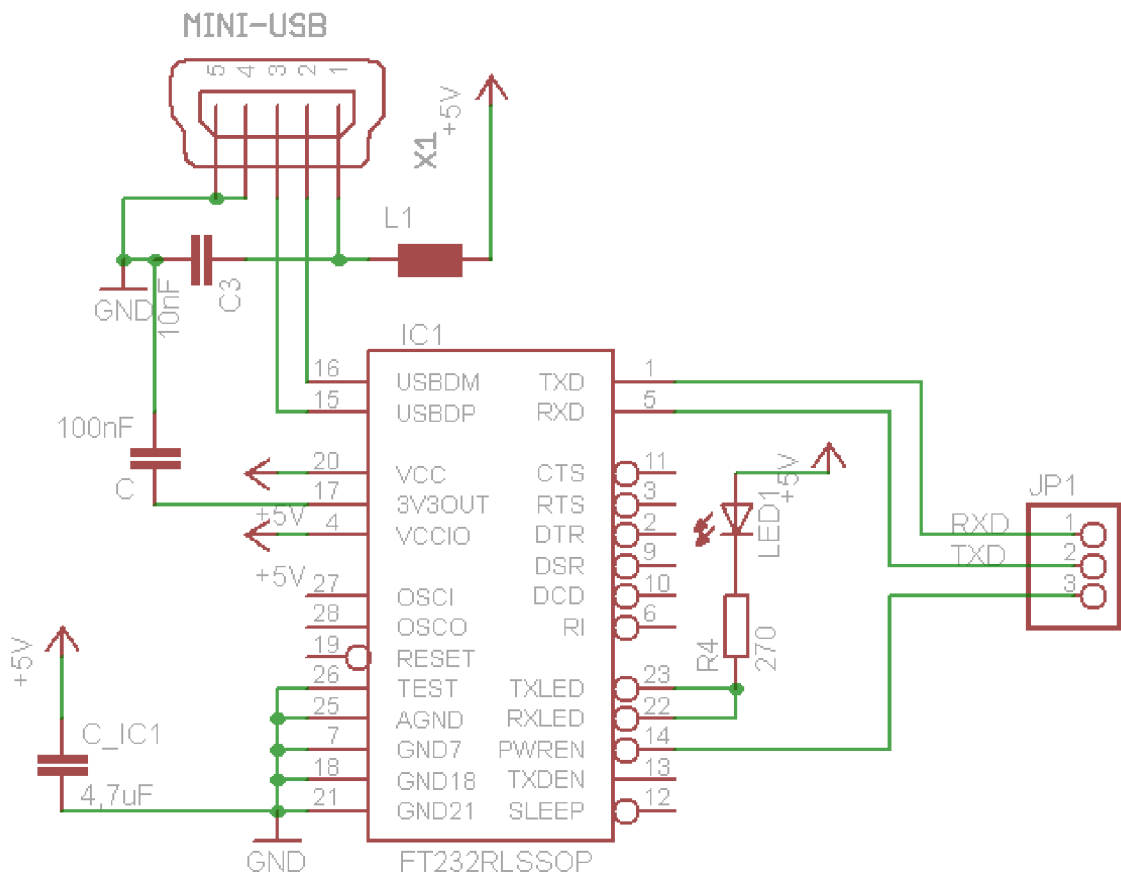 MINI-USB
5 4 3 2 1
+5V
X1
L1
C3
10nF
GND
IC1
100nF
C
16 USBDM TXD 1
15 USBDP RXD 5
20 VCC CTS 11
17 3V3OUT RTS 3
+5V
4 VCCIO DTR 2
+5V
DSR 9
27 OSCI DCD 10
28 OSCO RI 6
19 RESET
26 TEST TXLED 23
25 AGND RXLED 22
7 GND7 PWREN 14
18 GND18 TXDEN 13
21 GND21 SLEEP 12
FT232RLSSOP
GND
+5V
C_IC1
4,7uF
LED1
+5V
R4
270
JP1
RXD 1
TXD 2
3